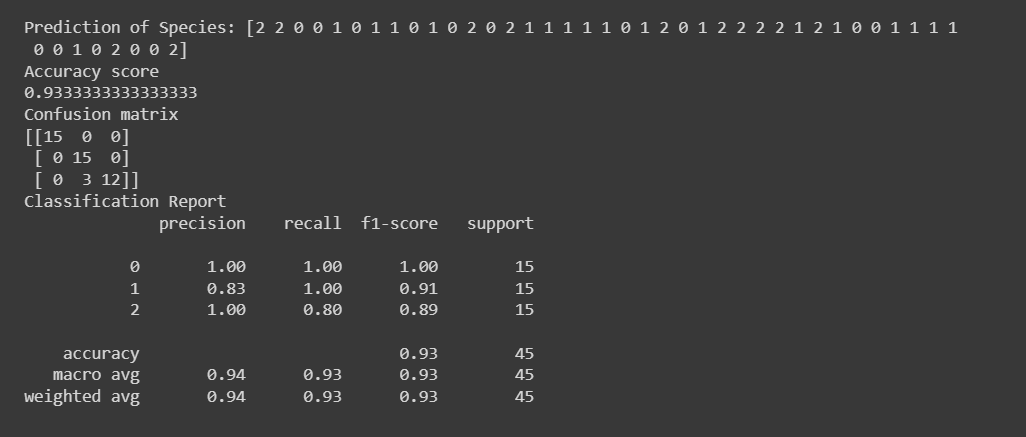 Prediction of Species: [2 2 0 0 1 0 1 1 0 1 0 2 0 2 1 1 1 1 1 0 1 2 0 1 2 2 2 2 1 2 1 0 0 1 1 1 1
0 0 1 0 2 0 0 2]
Accuracy score
0.9333333333333333
Confusion matrix
[[15  0  0]
 [ 0 15  0]
 [ 0  3 12]]
Classification Report
              precision    recall  f1-score   support

           0       1.00      1.00      1.00        15
           1       0.83      1.00      0.91        15
           2       1.00      0.80      0.89        15

    accuracy                           0.93        45
   macro avg       0.94      0.93      0.93        45
weighted avg       0.94      0.93      0.93        45